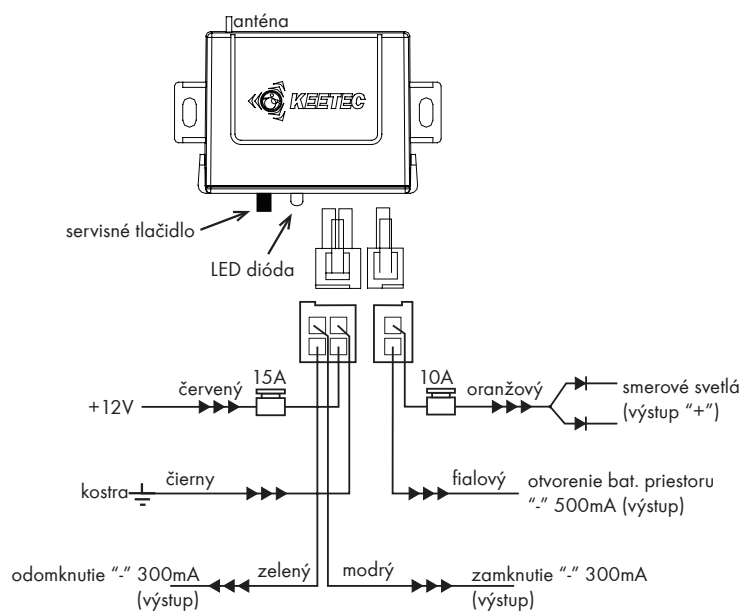 anténa
KEETEC
servisné tlačidlo
LED dióda
červený
15A
+12V
10A
oranžový
smerové svetlá
(výstup “+”)
kostra
čierny
fialový
otvorenie bat. priestoru
“-” 500mA (výstup)
odomknutie “-” 300mA
(výstup)
zelený
modrý
zamknutie “-” 300mA
(výstup)